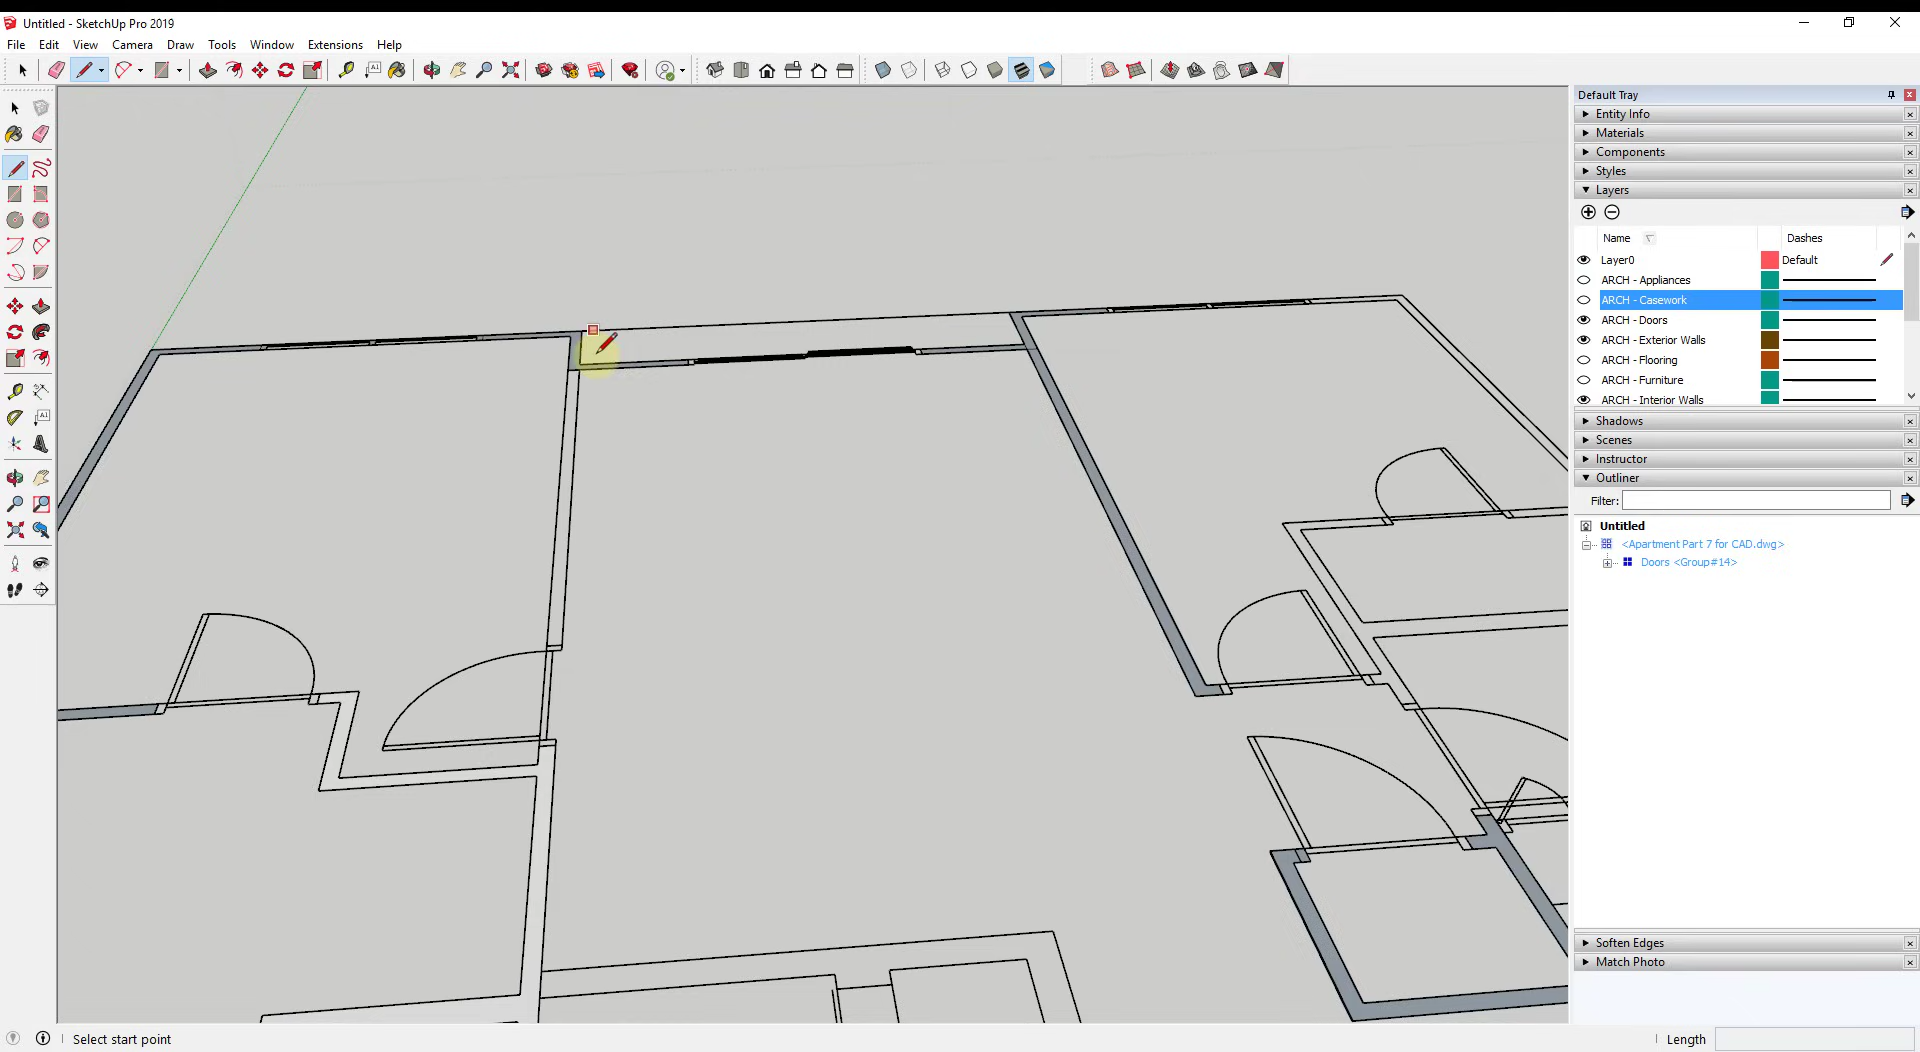 Untitled - SketchUp Pro 2019
File Edit View Camera Draw Tools Window Extensions Help
Default Tray
Entity Info
Materials
Components
Styles
Layers
Name Dashes
Layer0 Default
ARCH - Appliances
ARCH - Casework
ARCH - Doors
ARCH - Exterior Walls
ARCH - Flooring
ARCH - Furniture
ARCH - Interior Walls
Shadows
Scenes
Instructor
Outliner
Filter:
Untitled
<Apartment Part 7 for CAD.dwg>
Doors <Group#14>
Soften Edges
Match Photo
Select start point
Length